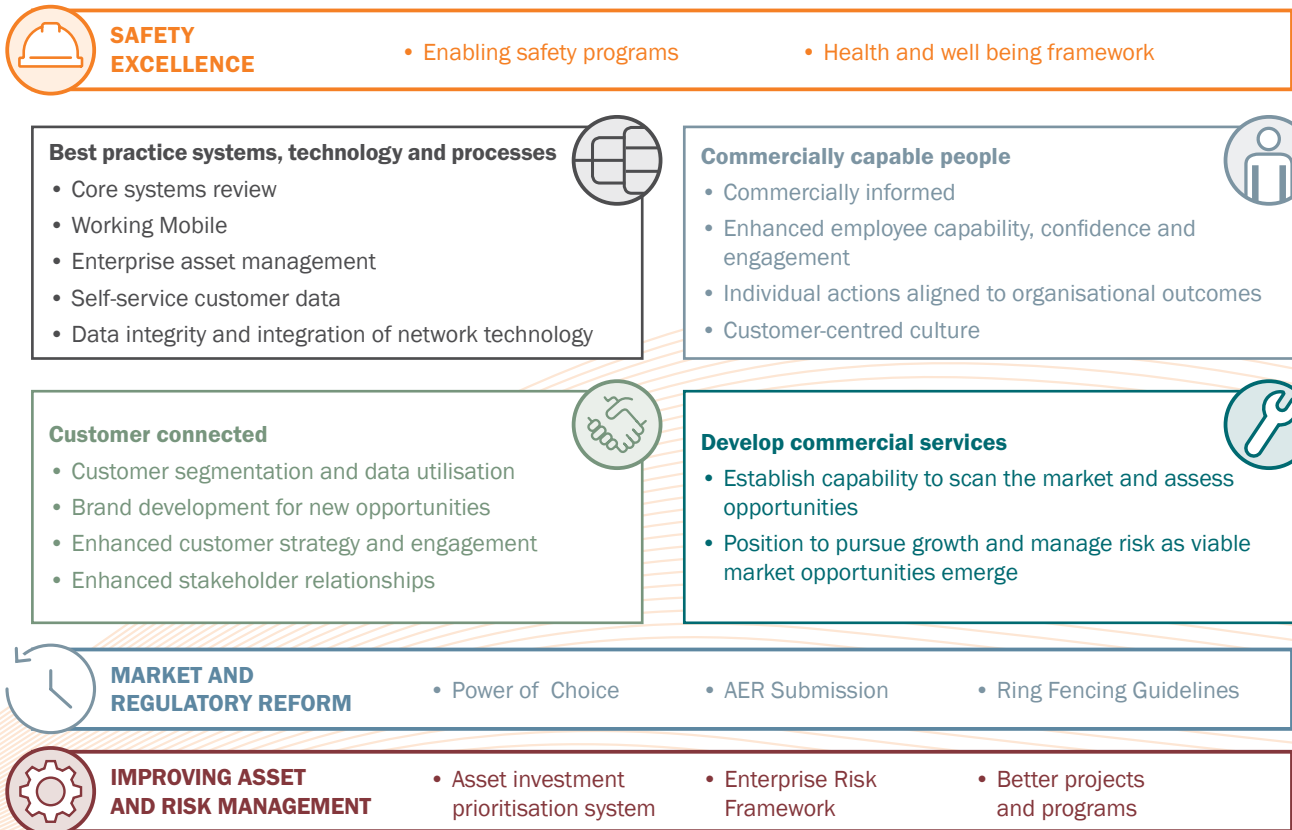 SAFETY
EXCELLENCE
• Enabling safety programs
• Health and well being framework
Best practice systems, technology and processes
• Core systems review
• Working Mobile
• Enterprise asset management
• Self-service customer data
• Data integrity and integration of network technology
Commercially capable people
• Commercially informed
• Enhanced employee capability, confidence and
engagement
• Individual actions aligned to organisational outcomes
• Customer-centred culture
Customer connected
• Customer segmentation and data utilisation
• Brand development for new opportunities
• Enhanced customer strategy and engagement
• Enhanced stakeholder relationships
Develop commercial services
• Establish capability to scan the market and assess
opportunities
• Position to pursue growth and manage risk as viable
market opportunities emerge
MARKET AND
REGULATORY REFORM
• Power of Choice
• AER Submission
• Ring Fencing Guidelines
IMPROVING ASSET
AND RISK MANAGEMENT
• Asset investment
prioritisation system
• Enterprise Risk
Framework
• Better projects
and programs